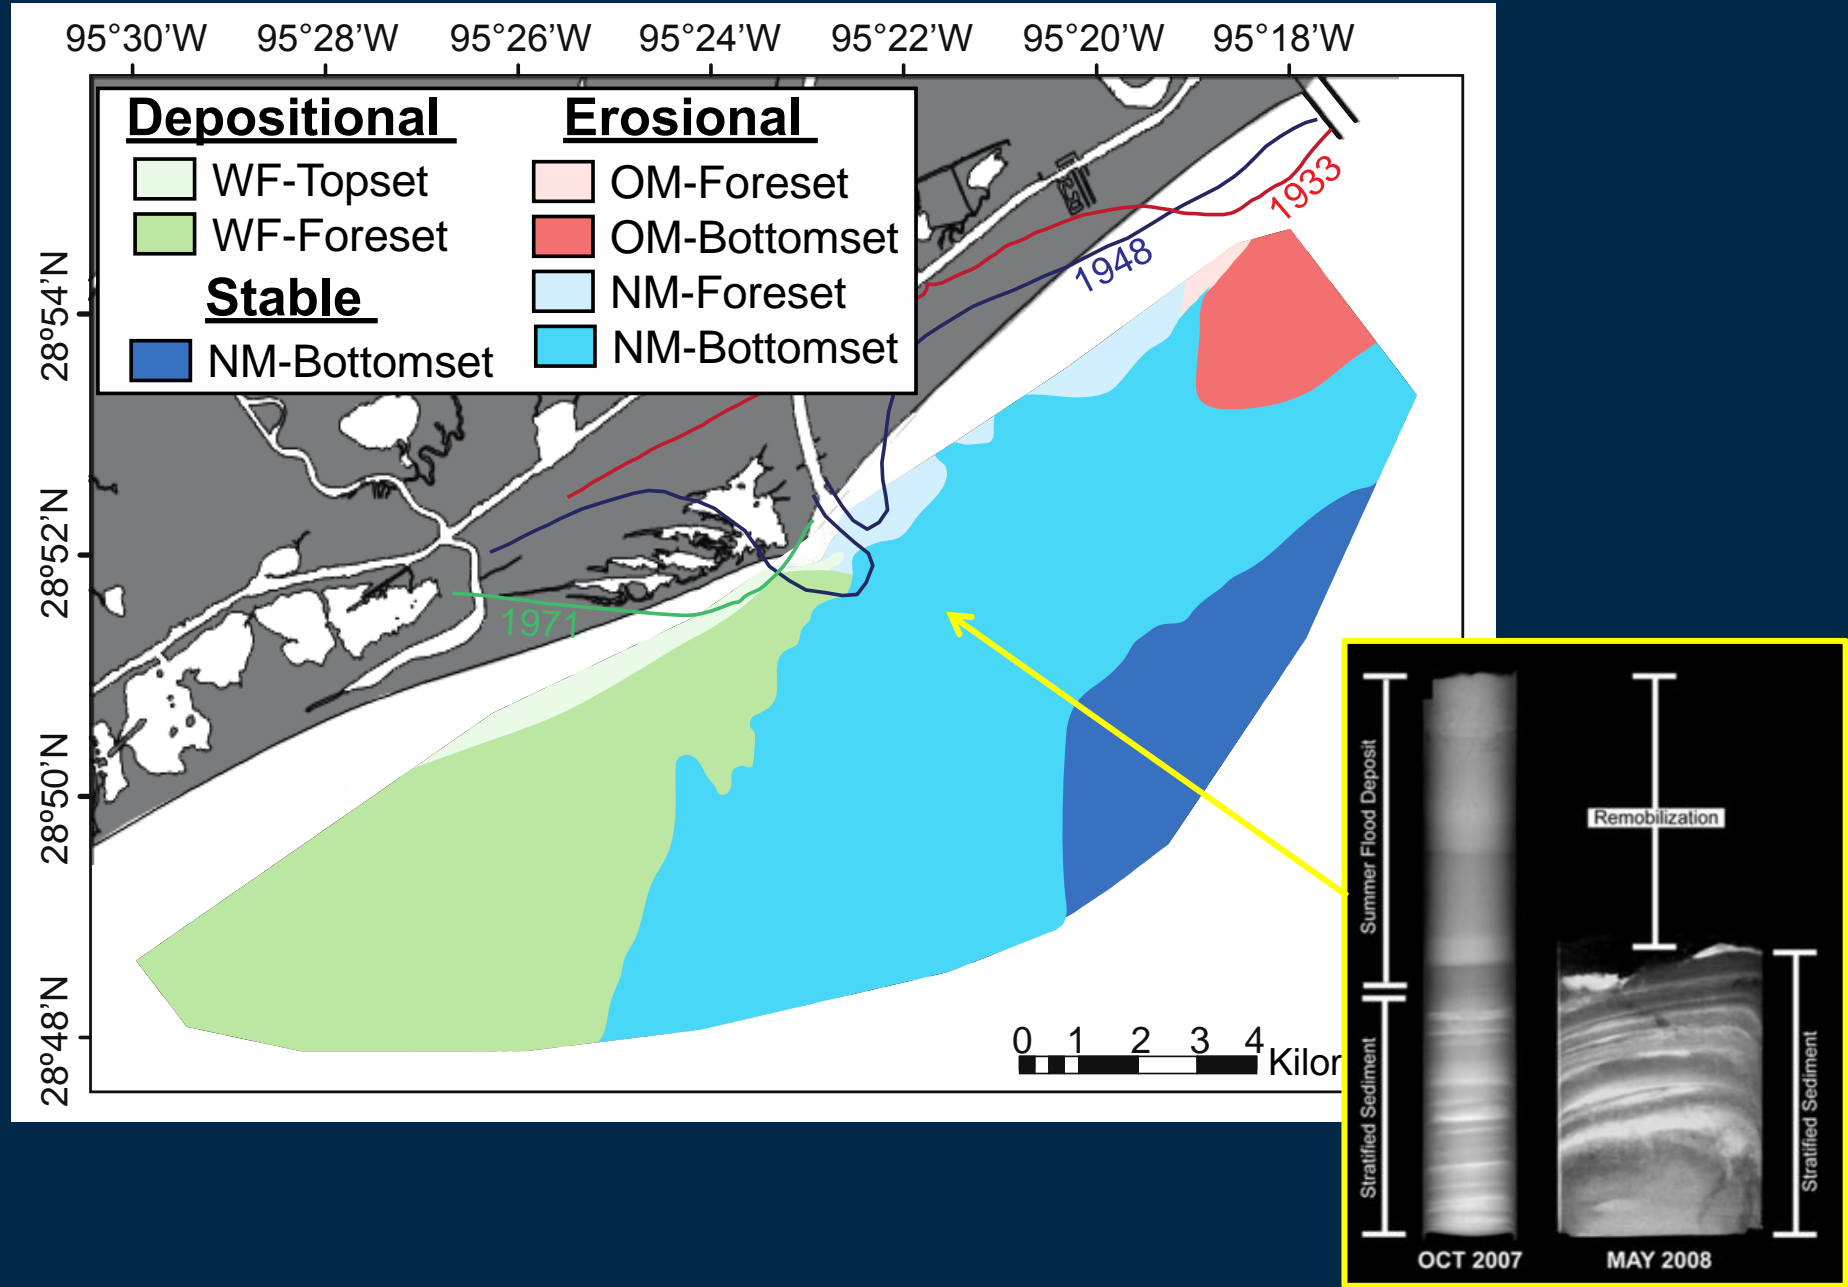 95°30'W 95°28'W 95°26'W 95°24'W 95°22'W 95°20'W 95°18'W
Depositional
WF-Topset
WF-Foreset
Stable
NM-Bottomset
Erosional
OM-Foreset
OM-Bottomset
NM-Foreset
NM-Bottomset
28°54'N
28°52'N
28°50'N
28°48'N
1933
1948
1971
0 1 2 3 4
Kilor
Summer Flood Deposit
Stratified Sediment
Remobilization
Stratified Sediment
OCT 2007
MAY 2008